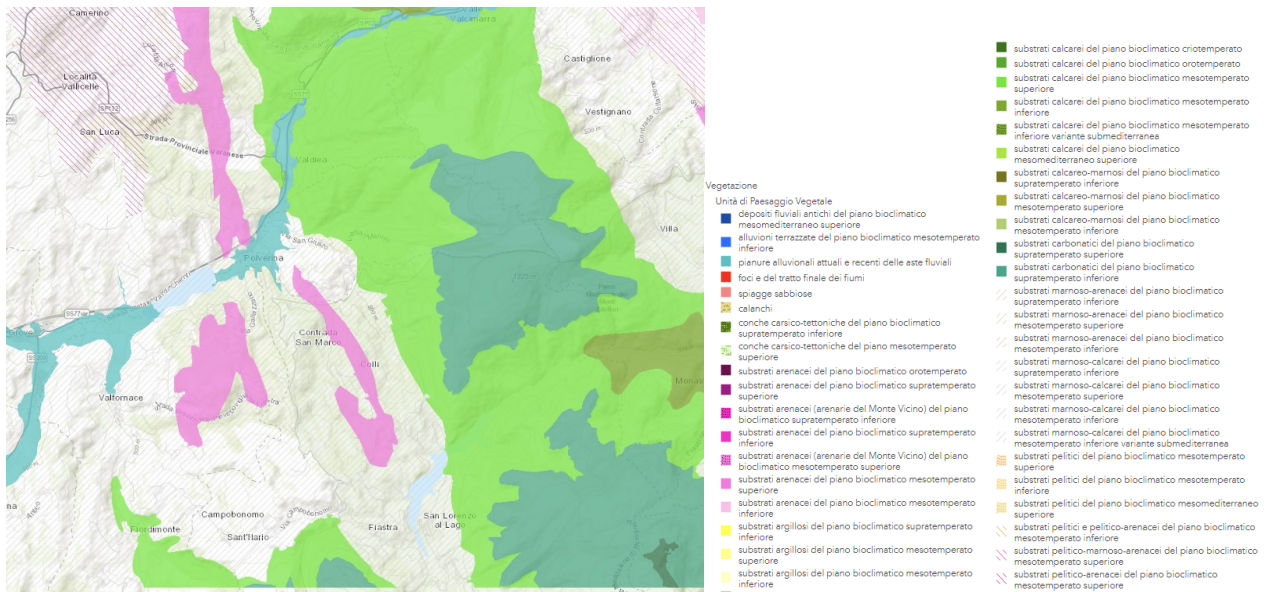 Camerino
Valle
Valcimarra
SS77
Località
Vallicelle
Castiglione
SP132
Vestignano
San Luca
Strada Provinciale Varanese
Valdiea
Villa
Via San Giusto
Polverina
SS77var
SS209
Contrada
San Marco
Colli
Valfornace
Monas
Fiordimonte
Campobonomo
Via Campobonomo
Sant'Ilario
Fiastra
San Lorenzo
al Lago
na
Vegetazione
Unità di Paesaggio Vegetale
depositi fluviali antichi del piano bioclimatico
mesomediterraneo superiore
alluvioni terrazzate del piano bioclimatico mesotemperato
inferiore
pianure alluvionali attuali e recenti delle aste fluviali
foci e del tratto finale dei fiumi
spiagge sabbiose
calanchi
conche carsico-tettoniche del piano bioclimatico
supratemperato inferiore
conche carsico-tettoniche del piano mesotemperato
superiore
substrati arenacei del piano bioclimatico orotemperato
substrati arenacei del piano bioclimatico supratemperato
superiore
substrati arenacei (arenarie del Monte Vicino) del piano
bioclimatico supratemperato inferiore
substrati arenacei del piano bioclimatico supratemperato
inferiore
substrati arenacei (arenarie del Monte Vicino) del piano
bioclimatico mesotemperato superiore
substrati arenacei del piano bioclimatico mesotemperato
superiore
substrati arenacei del piano bioclimatico mesotemperato
inferiore
substrati argillosi del piano bioclimatico supratemperato
inferiore
substrati argillosi del piano bioclimatico mesotemperato
superiore
substrati argillosi del piano bioclimatico mesotemperato
inferiore
substrati calcarei del piano bioclimatico criotemperato
substrati calcarei del piano bioclimatico orotemperato
substrati calcarei del piano bioclimatico mesotemperato
superiore
substrati calcarei del piano bioclimatico mesotemperato
inferiore
substrati calcarei del piano bioclimatico mesotemperato
inferiore variante submediterranea
substrati calcarei del piano bioclimatico
mesomediterraneo superiore
substrati calcareo-marnosi del piano bioclimatico
supratemperato inferiore
substrati calcareo-marnosi del piano bioclimatico
mesotemperato superiore
substrati calcareo-marnosi del piano bioclimatico
mesotemperato inferiore
substrati carbonatici del piano bioclimatico
supratemperato superiore
substrati carbonatici del piano bioclimatico
supratemperato inferiore
substrati marnoso-arenacei del piano bioclimatico
supratemperato inferiore
substrati marnoso-arenacei del piano bioclimatico
mesotemperato superiore
substrati marnoso-arenacei del piano bioclimatico
mesotemperato inferiore
substrati marnoso-calcarei del piano bioclimatico
supratemperato inferiore
substrati marnoso-calcarei del piano bioclimatico
mesotemperato superiore
substrati marnoso-calcarei del piano bioclimatico
mesotemperato inferiore
substrati marnoso-calcarei del piano bioclimatico
mesotemperato inferiore variante submediterranea
substrati pelitici del piano bioclimatico mesotemperato
superiore
substrati pelitici del piano bioclimatico mesotemperato
inferiore
substrati pelitici del piano bioclimatico mesomediterraneo
superiore
substrati pelitici e pelitico-arenacei del piano bioclimatico
mesotemperato inferiore
substrati pelitico-marnoso-arenacei del piano bioclimatico
mesotemperato superiore
substrati pelitico-arenacei del piano bioclimatico
mesotemperato superiore